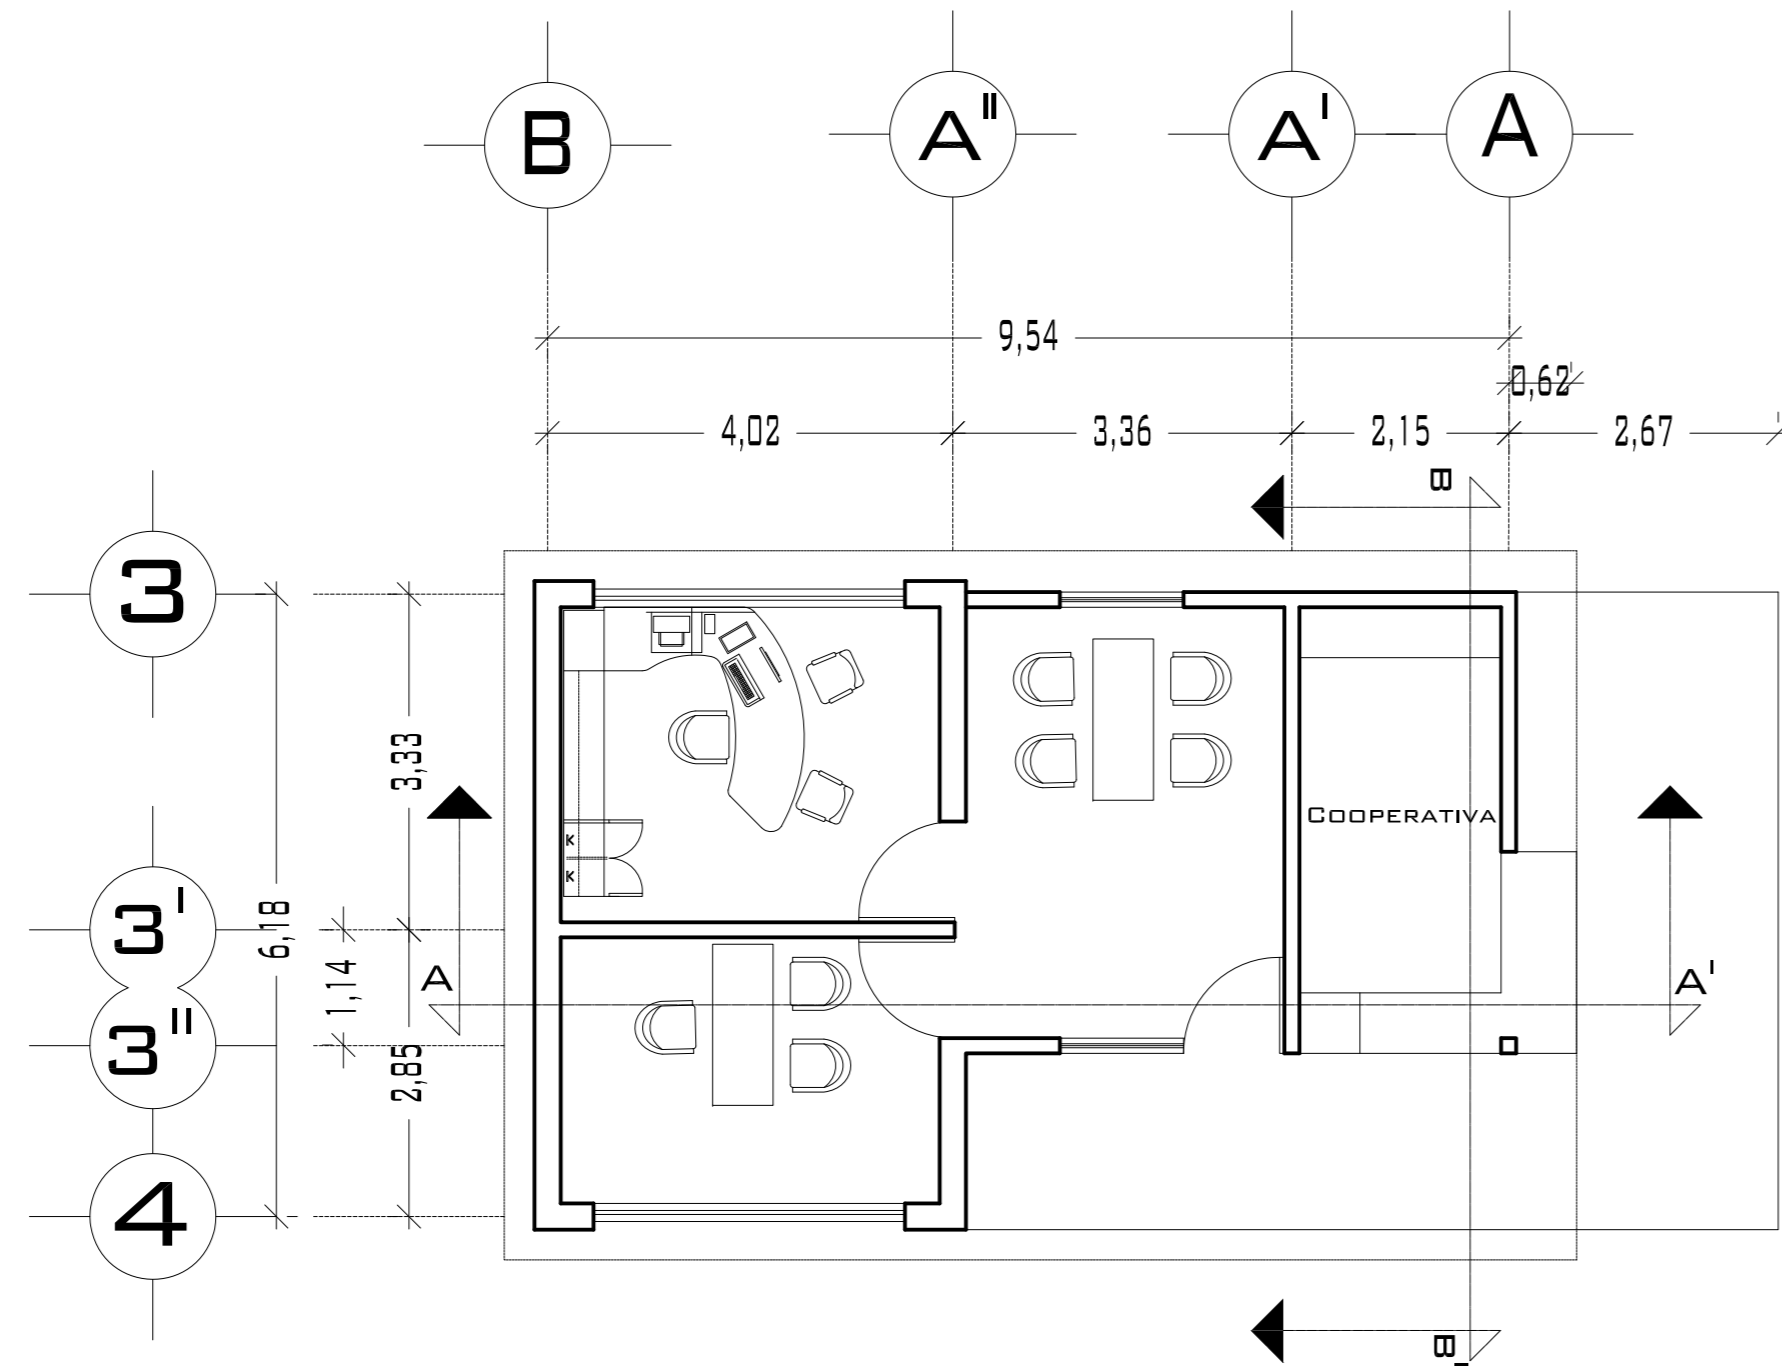 B A'' A' A
9,54
0,62
4,02 3,36 2,15 2,67
B
3
3,33
COOPERATIVA
K
K
3'
6,18
1,14
A A'
3''
2,85
4
B'